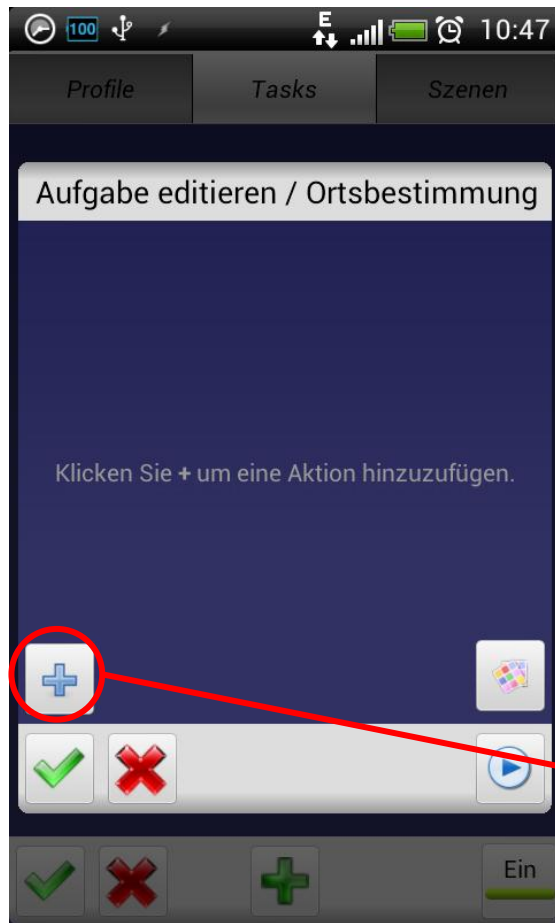 100 E 10:47
Profile Tasks Szenen
Aufgabe editieren / Ortsbestimmung
Klicken Sie + um eine Aktion hinzuzufügen.
Ein